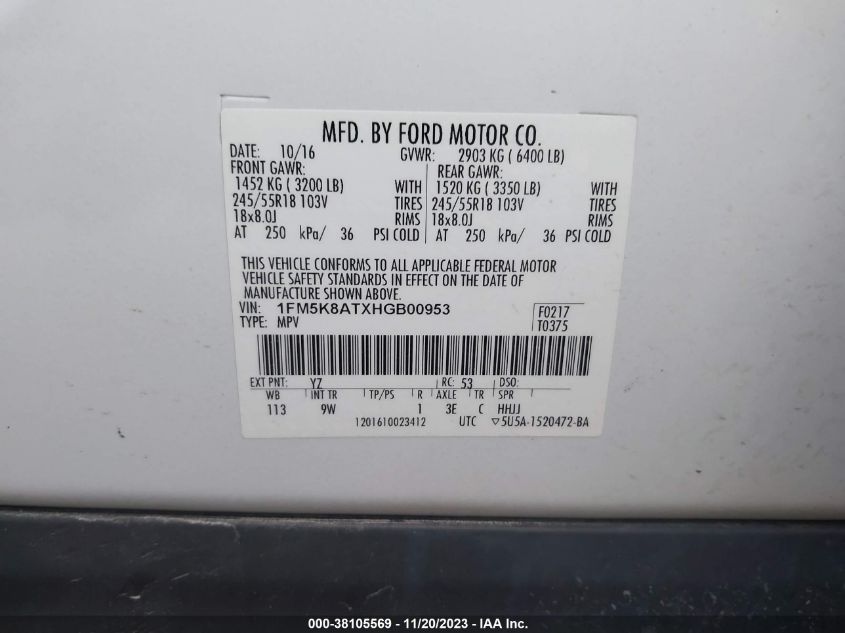 MFD. BY FORD MOTOR CO.
DATE: 10/16 GVWR: 2903 KG ( 6400 LB)
FRONT GAWR: REAR GAWR:
1452 KG ( 3200 LB) WITH 1520 KG ( 3350 LB) WITH
245/55R18 103V TIRES 245/55R18 103V TIRES
18x8.0J RIMS 18x8.0J RIMS
AT 250 kPa/ 36 PSI COLD AT 250 kPa/ 36 PSI COLD
THIS VEHICLE CONFORMS TO ALL APPLICABLE FEDERAL MOTOR
VEHICLE SAFETY STANDARDS IN EFFECT ON THE DATE OF
MANUFACTURE SHOWN ABOVE.
VIN: 1FM5K8ATXHGB00953 F0217
TYPE: MPV T0375
EXT PNT: YZ RC: 53 DSO:
WB INT TR TP/PS R AXLE TR SPR
113 9W 1 3E C HHJJ
1201610023412 UTC ▽5U5A-1520472-BA
000-38105569 - 11/20/2023 - IAA Inc.